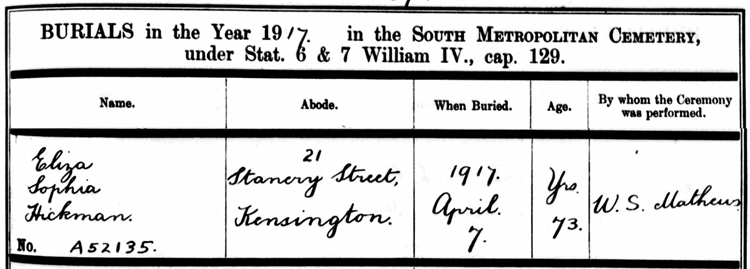 BURIALS in the Year 1917. in the SOUTH METROPOLITAN CEMETERY,
under Stat. 6 & 7 William IV., cap. 129.
Name.
Abode.
When Buried.
Age.
By whom the Ceremony
was performed.
Eliza
Sophia
Hickman.
No. A52135.
21
Street,
Kensington.
1917.
April.
7.
Yrs.
73.
W. S. Mathews